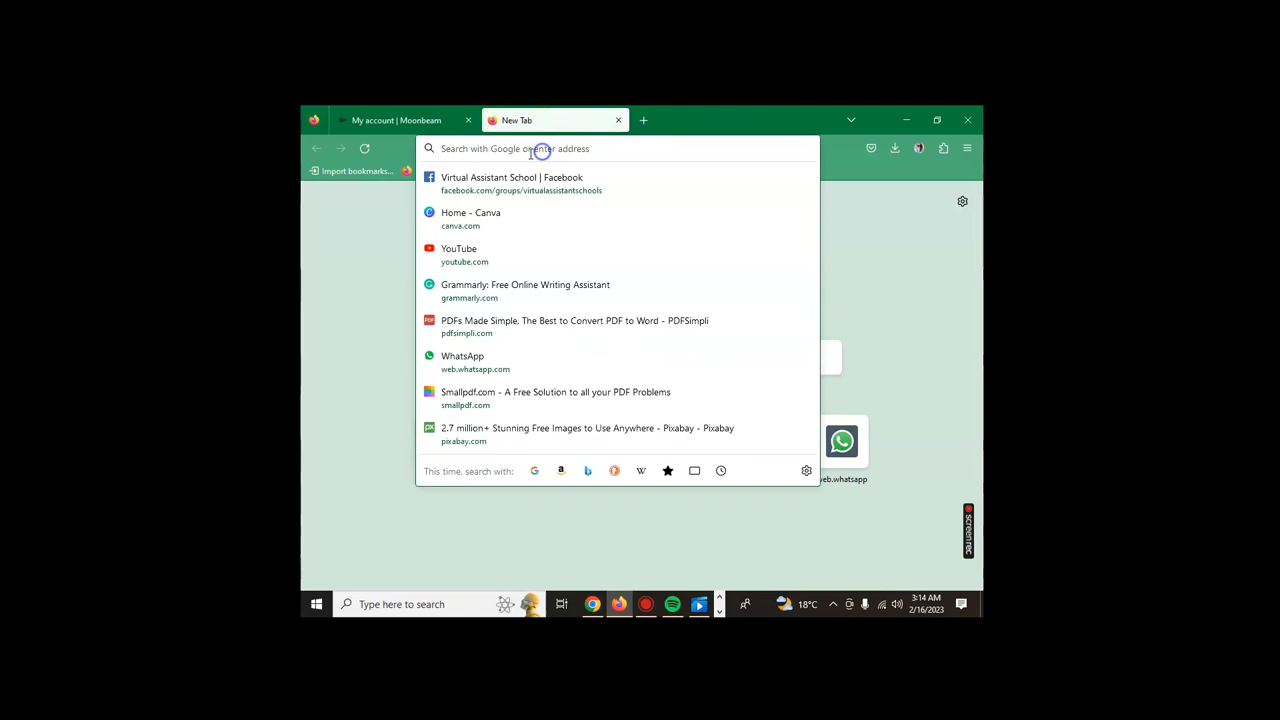 My account | Moonbeam
New Tab
Search with Google or enter address
Import bookmarks...
Virtual Assistant School | Facebook
facebook.com/groups/virtualassistantschools
Home - Canva
canva.com
YouTube
youtube.com
Grammarly: Free Online Writing Assistant
grammarly.com
PDFs Made Simple, The Best to Convert PDF to Word - PDFSimpli
pdfsimpli.com
WhatsApp
web.whatsapp.com
Smallpdf.com - A Free Solution to all your PDF Problems
smallpdf.com
2.7 million+ Stunning Free Images to Use Anywhere - Pixabay - Pixabay
pixabay.com
This time, search with:
web.whatsapp
screenrec
Type here to search
18°C
3:14 AM
2/16/2023